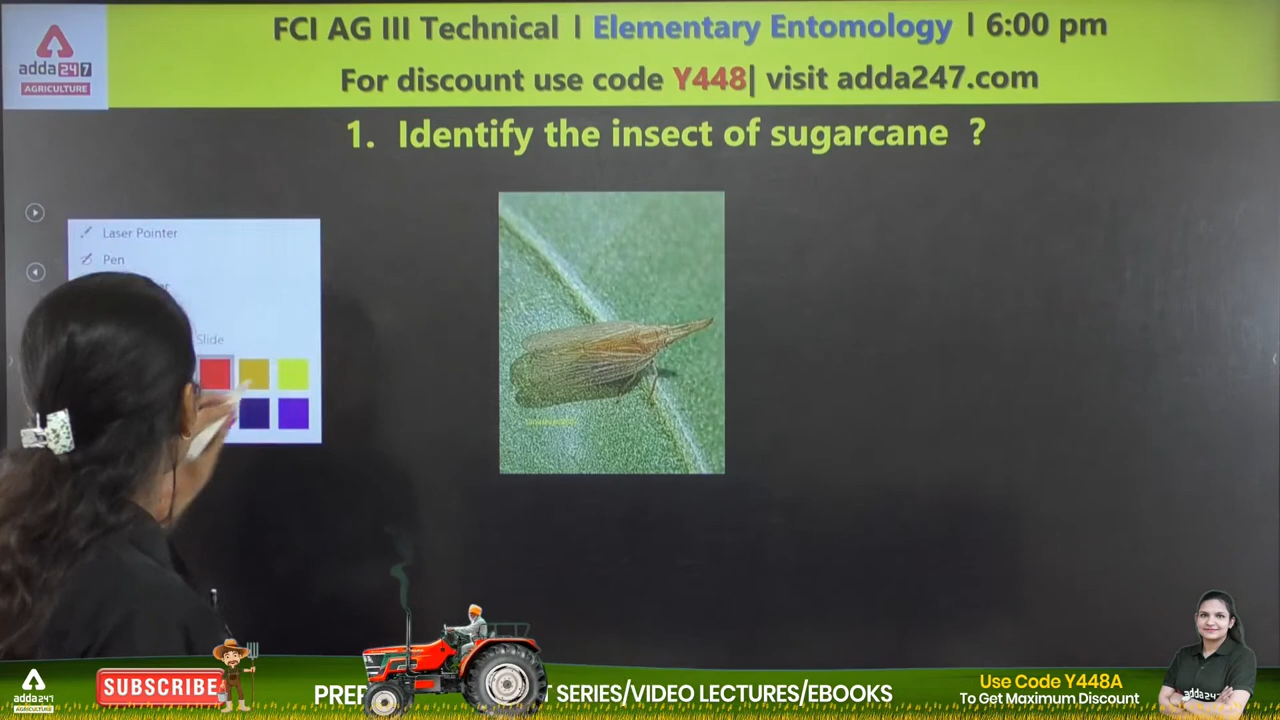 FCI AG III Technical | Elementary Entomology | 6:00 pm
For discount use code Y448| visit adda247.com
adda247
AGRICULTURE
1. Identify the insect of sugarcane ?
Laser Pointer
Pen
Slide
adda247
AGRICULTURE
SUBSCRIBE
T SERIES/VIDEO LECTURES/EBOOKS
Use Code Y448A
To Get Maximum Discount
adda247